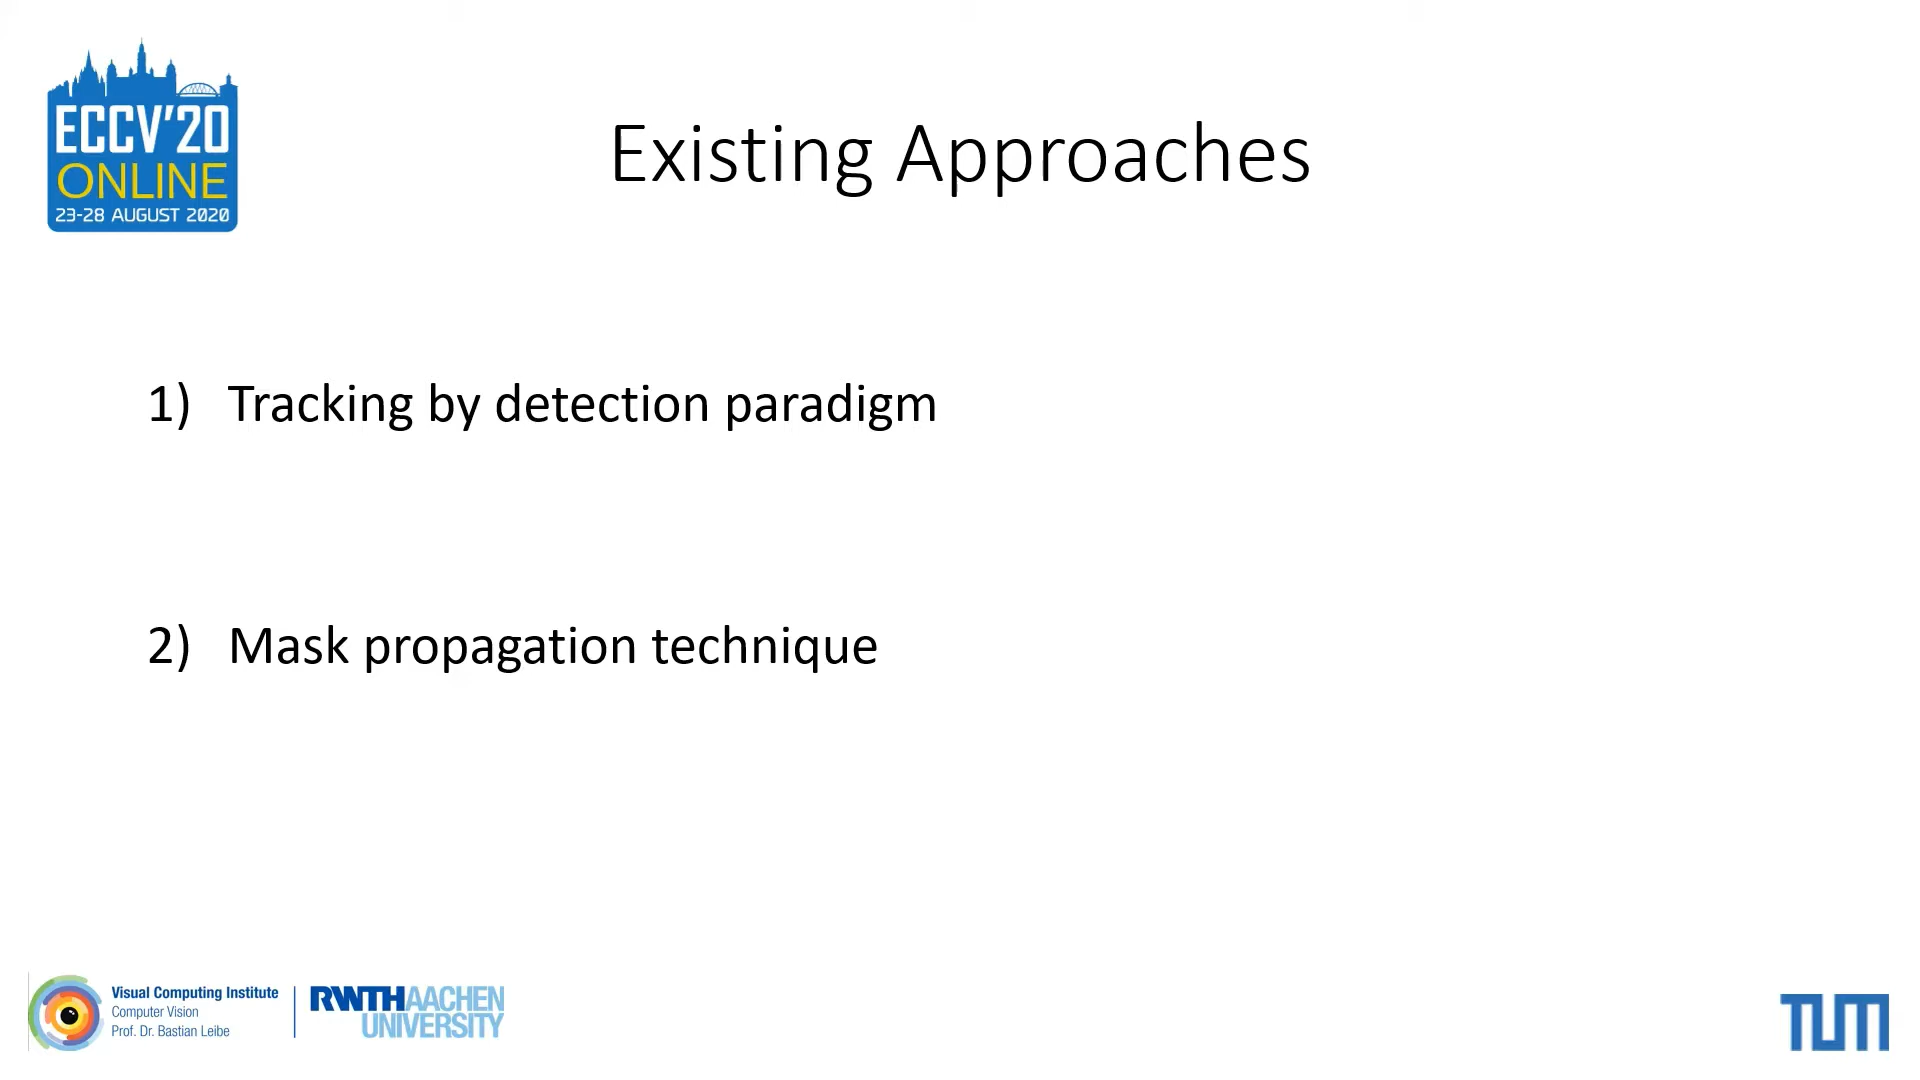 ECCV'20
ONLINE
23-28 AUGUST 2020
Existing Approaches
1) Tracking by detection paradigm
2) Mask propagation technique
Visual Computing Institute
Computer Vision
Prof. Dr. Bastian Leibe
RWTHAACHEN
UNIVERSITY
TUM